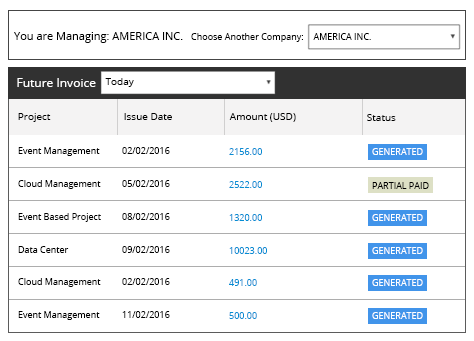 You are Managing: AMERICA INC. Choose Another Company: AMERICA INC.
Future Invoice Today
Project Issue Date Amount (USD) Status
Event Management 02/02/2016 2156.00 GENERATED
Cloud Management 05/02/2016 2522.00 PARTIAL PAID
Event Based Project 08/02/2016 1320.00 GENERATED
Data Center 09/02/2016 10023.00 GENERATED
Cloud Management 02/02/2016 491.00 GENERATED
Event Management 11/02/2016 500.00 GENERATED